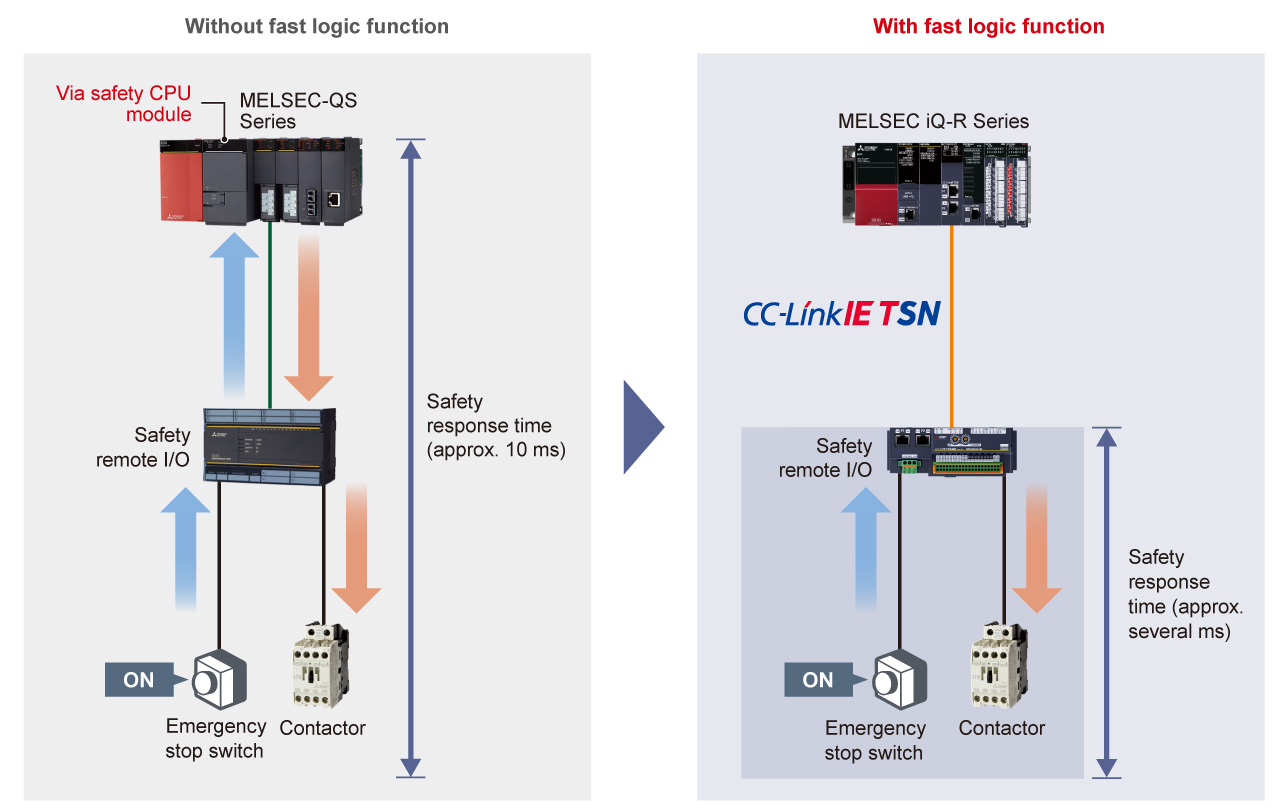 Without fast logic function
Via safety CPU
module
MELSEC-QS
Series
Safety
remote I/O
Safety
response time
(approx. 10 ms)
ON
Emergency
stop switch
Contactor
With fast logic function
MELSEC iQ-R Series
CC-Link IE TSN
Safety
remote I/O
Safety
response
time (approx.
several ms)
ON
Emergency
stop switch
Contactor